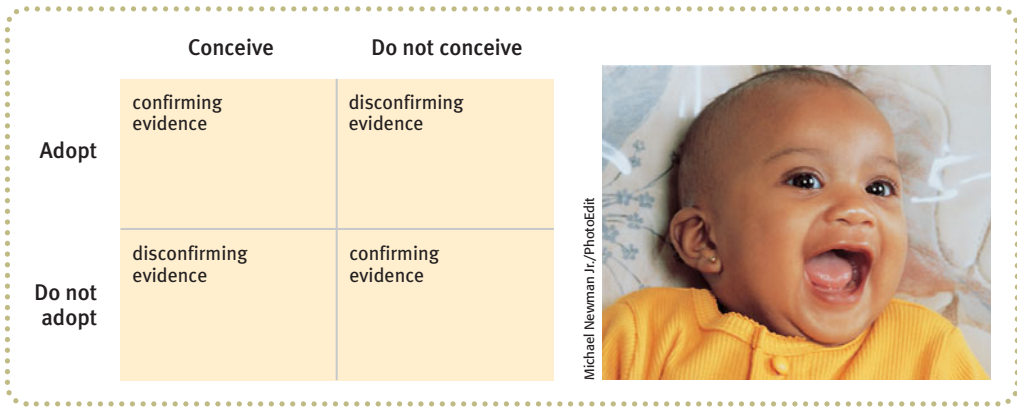 Conceive
Do not conceive
Adopt
confirming
evidence
disconfirming
evidence
Do not
adopt
disconfirming
evidence
confirming
evidence
Michael Newman Jr./PhotoEdit